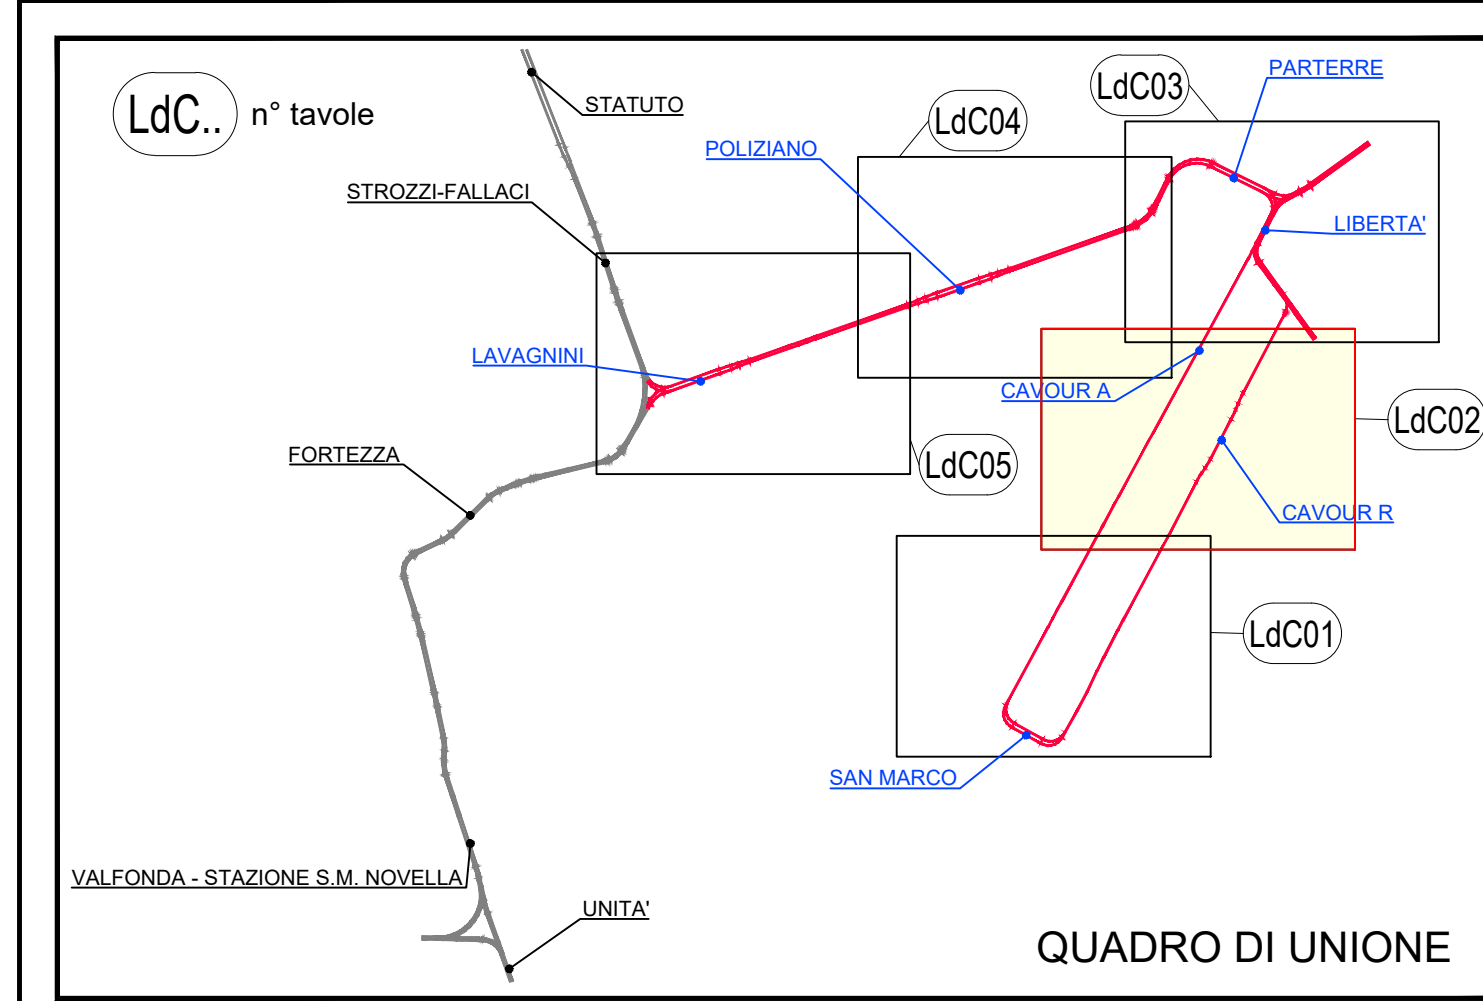 PARTERRE
LdC03
STATUTO
LdC..
n° tavole
LdC04
POLIZIANO
STROZZI-FALLACI
LIBERTA'
LAVAGNINI
CAVOUR A
LdC02
FORTEZZA
LdC05
CAVOUR R
LdC01
SAN MARCO
VALFONDA - STAZIONE S.M. NOVELLA
UNITA'
QUADRO DI UNIONE